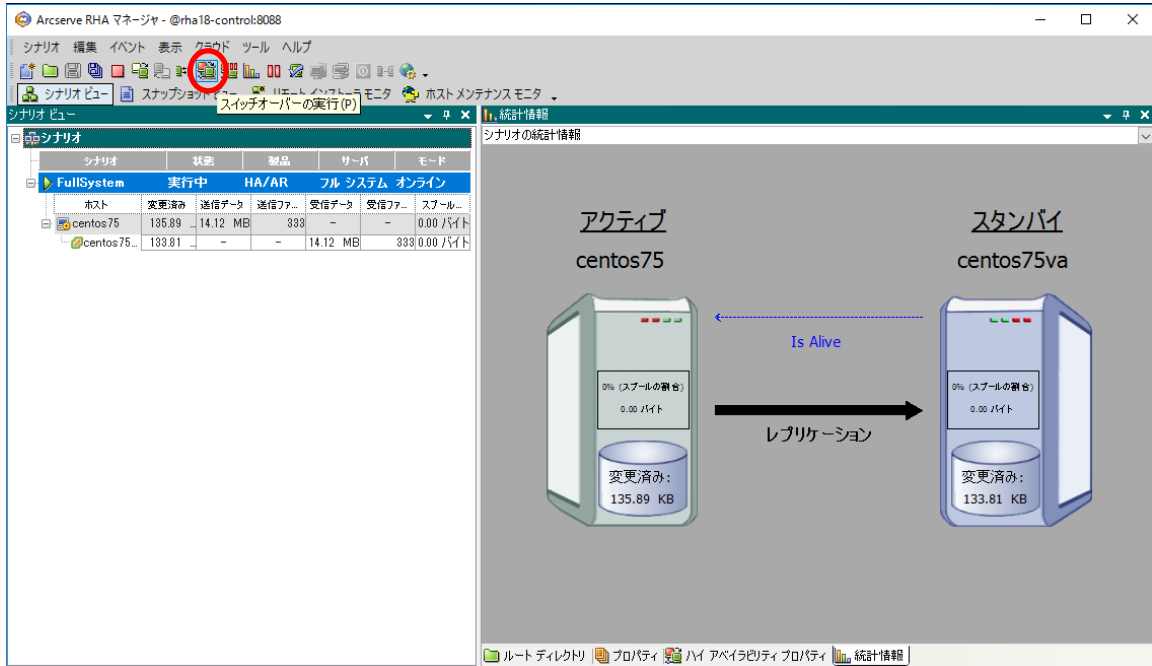 Arcserve RHA マネージャ - @rha18-control:8088
シナリオ 編集 イベント 表示 クラウド ツール ヘルプ
シナリオ ビュー スナップショット ビュー リモート インストーラ モニタ ホスト メンテナンス モニタ
スイッチオーバーの実行(P)
シナリオ ビュー
シナリオ
シナリオ 状態 製品 サーバ モード
FullSystem 実行中 HA/AR フル システム オンライン
ホスト 変更済み 送信データ 送信ファ... 受信データ 受信ファ... スプール...
centos75 135.89 ... 14.12 MB 333 - - 0.00 バイト
centos75... 133.81 ... - - 14.12 MB 333 0.00 バイト
統計情報
シナリオの統計情報
アクティブ スタンバイ
centos75 centos75va
Is Alive
0% (スプールの割合) 0% (スプールの割合)
0.00 バイト 0.00 バイト
レプリケーション
変更済み: 変更済み:
135.89 KB 133.81 KB
ルート ディレクトリ プロパティ ハイ アベイラビリティ プロパティ 統計情報